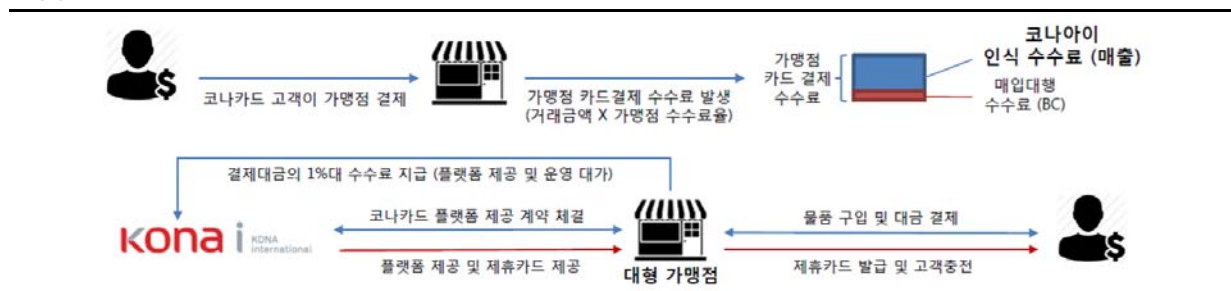 코나카드 고객이 가맹점 결제
가맹점 카드결제 수수료 발생
(거래금액 X 가맹점 수수료율)
가맹점
카드 결제
수수료
코나아이
인식 수수료 (매출)
매입대행
수수료 (BC)
결제대금의 1%대 수수료 지급 (플랫폼 제공 및 운영 대가)
kona i KONA
international
코나카드 플랫폼 제공 계약 체결
플랫폼 제공 및 제휴카드 제공
대형 가맹점
물품 구입 및 대금 결제
제휴카드 발급 및 고객충전